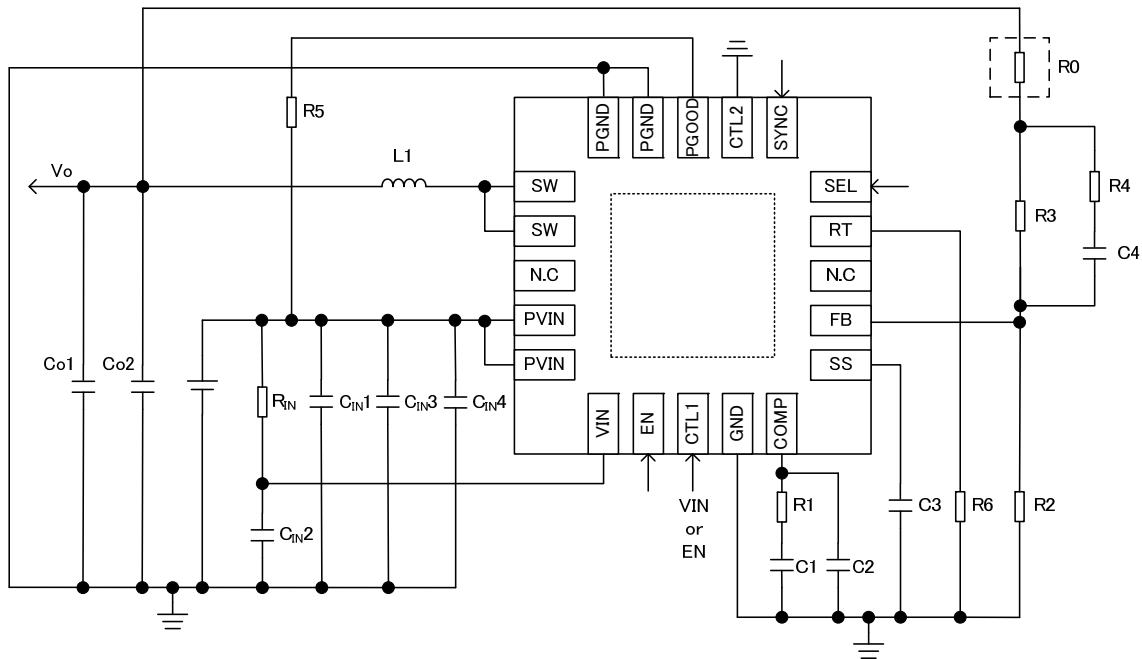 R0
R5
PGND
PGND
PGOOD
CTL2
SYNC
L1
Vo
SW
SEL
R4
SW
RT
R3
C4
N.C
N.C
PVIN
FB
Co1
Co2
PVIN
SS
RIN
CIN1
CIN3
CIN4
VIN
EN
CTL1
GND
COMP
VIN
or
EN
R1
C3
R6
R2
CIN2
C1
C2